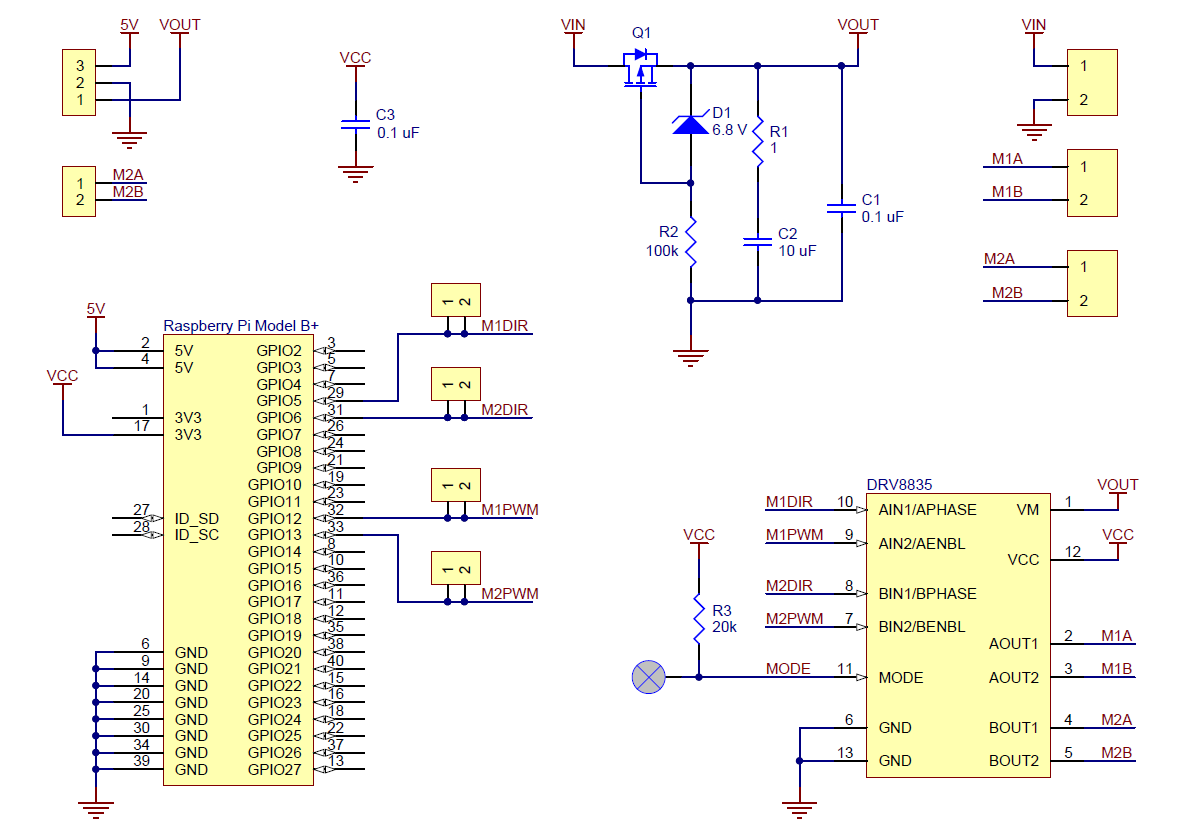 5V VOUT
3
2
1
VCC
C3
0.1 uF
1 M2A
2 M2B
VIN Q1 VOUT
D1
6.8 V
R1
1
R2
100k
C2
10 uF
C1
0.1 uF
VIN
1
2
M1A 1
M1B 2
M2A 1
M2B 2
5V
VCC
Raspberry Pi Model B+
2 5V
4 5V
1 3V3
17 3V3
27 ID_SD
28 ID_SC
6 GND
9 GND
14 GND
20 GND
25 GND
30 GND
34 GND
39 GND
GPIO2 3
GPIO3 5
GPIO4 7
GPIO5 29
GPIO6 31
GPIO7 26
GPIO8 24
GPIO9 21
GPIO10 19
GPIO11 23
GPIO12 32
GPIO13 33
GPIO14 8
GPIO15 10
GPIO16 36
GPIO17 11
GPIO18 12
GPIO19 35
GPIO20 38
GPIO21 40
GPIO22 15
GPIO23 16
GPIO24 18
GPIO25 22
GPIO26 37
GPIO27 13
1 2
M1DIR
1 2
M2DIR
1 2
M1PWM
1 2
M2PWM
VCC
R3
20k
DRV8835
M1DIR 10 AIN1/APHASE
M1PWM 9 AIN2/AENBL
M2DIR 8 BIN1/BPHASE
M2PWM 7 BIN2/BENBL
MODE 11 MODE
6 GND
13 GND
VM 1 VOUT
VCC 12 VCC
AOUT1 2 M1A
AOUT2 3 M1B
BOUT1 4 M2A
BOUT2 5 M2B